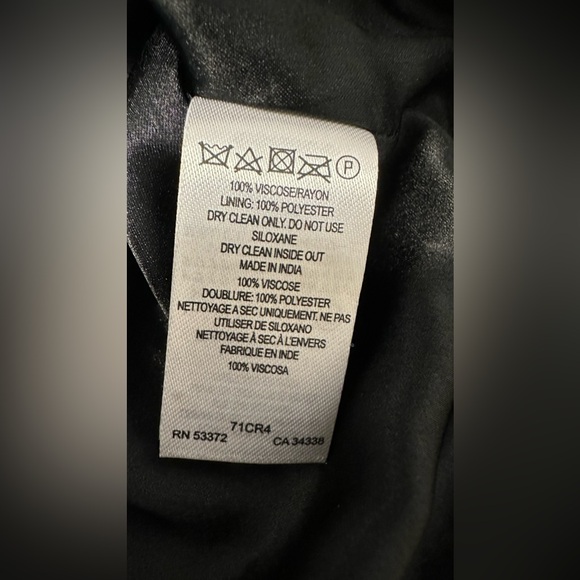 P
100% VISCOSE/RAYON
LINING: 100% POLYESTER
DRY CLEAN ONLY. DO NOT USE
SILOXANE
DRY CLEAN INSIDE OUT
MADE IN INDIA
100% VISCOSE
DOUBLURE: 100% POLYESTER
NETTOYAGE A SEC UNIQUEMENT. NE PAS
UTILISER DE SILOXANO
NETTOYAGE À SEC À L'ENVERS
FABRIQUE EN INDE
100% VISCOSA
71CR4
RN 53372 CA 34338